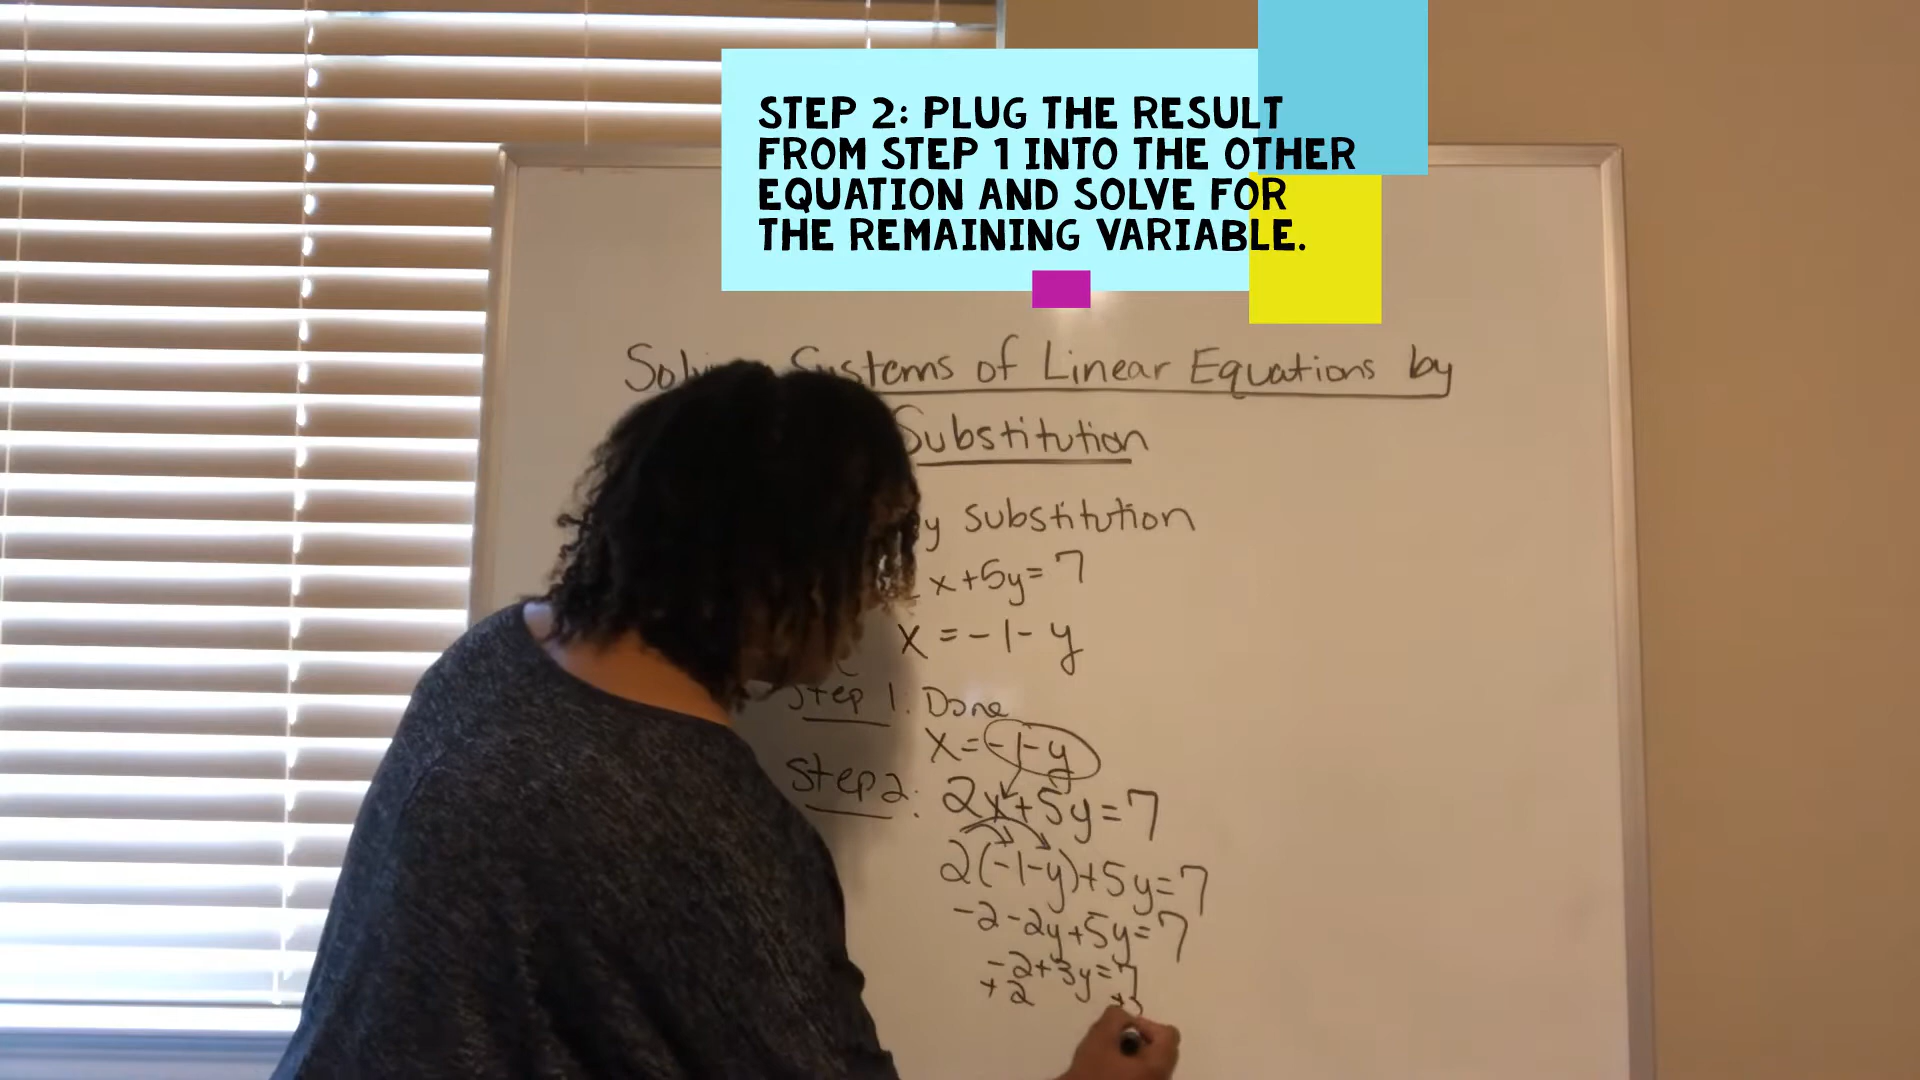 STEP 2: PLUG THE RESULT
FROM STEP 1 INTO THE OTHER
EQUATION AND SOLVE FOR
THE REMAINING VARIABLE.
Systems of Linear Equations by
Substitution
y substitution
x+5y=7
x=-1-y
Step 1: Done
x=-1-y
Step 2: 2x+5y=7
2(-1-y)+5y=7
-2-2y+5y=7
-2+3y=7
+2